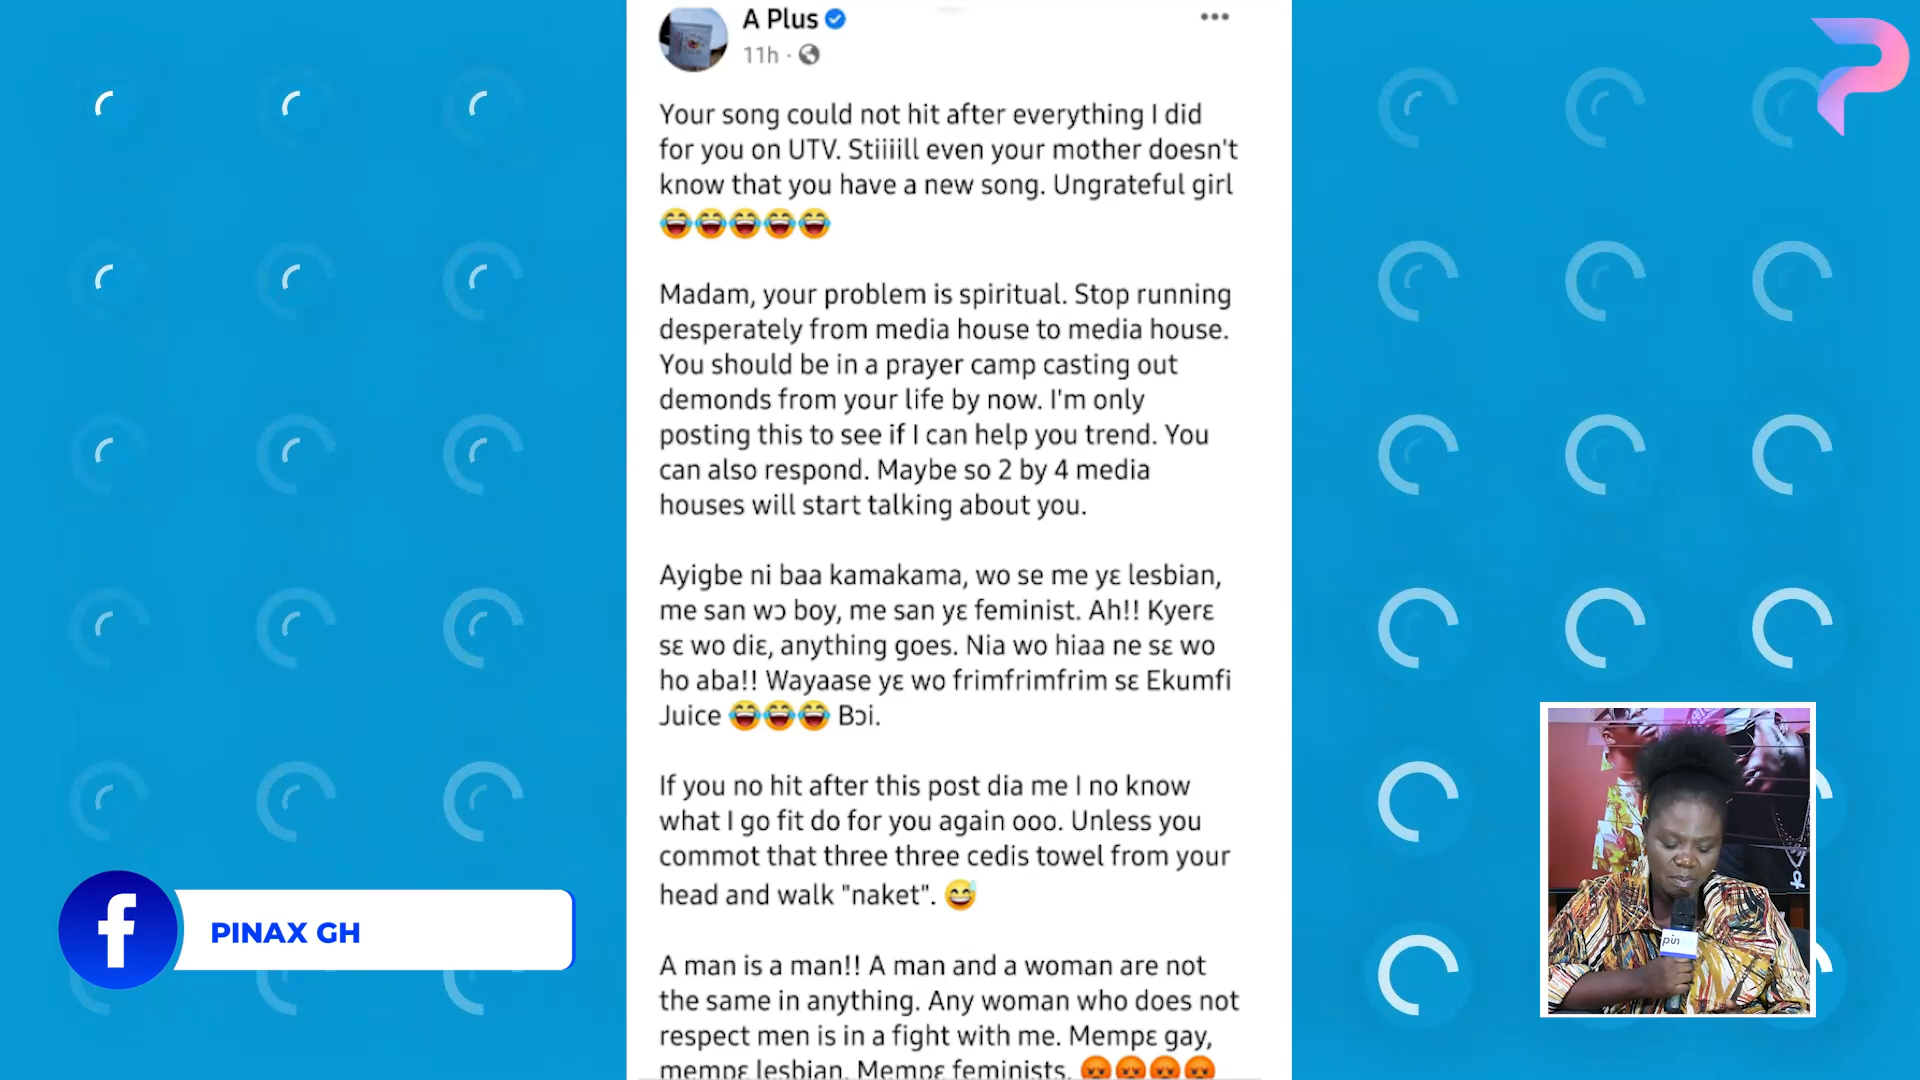 A Plus
11h ·
Your song could not hit after everything I did
for you on UTV. Stiiiill even your mother doesn't
know that you have a new song. Ungrateful girl
😂😂😂😂😂
Madam, your problem is spiritual. Stop running
desperately from media house to media house.
You should be in a prayer camp casting out
demonds from your life by now. I'm only
posting this to see if I can help you trend. You
can also respond. Maybe so 2 by 4 media
houses will start talking about you.
Ayigbe ni baa kamakama, wo se me yɛ lesbian,
me san wɔ boy, me san yɛ feminist. Ah!! Kyerɛ
sɛ wo diɛ, anything goes. Nia wo hiaa ne sɛ wo
ho aba!! Wayaase yɛ wo frimfrimfrim sɛ Ekumfi
Juice 😂😂😂 Bɔi.
If you no hit after this post dia me I no know
what I go fit do for you again ooo. Unless you
commot that three three cedis towel from your
head and walk "naket". 😅
A man is a man!! A man and a woman are not
the same in anything. Any woman who does not
respect men is in a fight with me. Mempɛ gay,
mempɛ lesbian. Mempɛ feminists. 😡😡😡😡
PINAX GH
pin